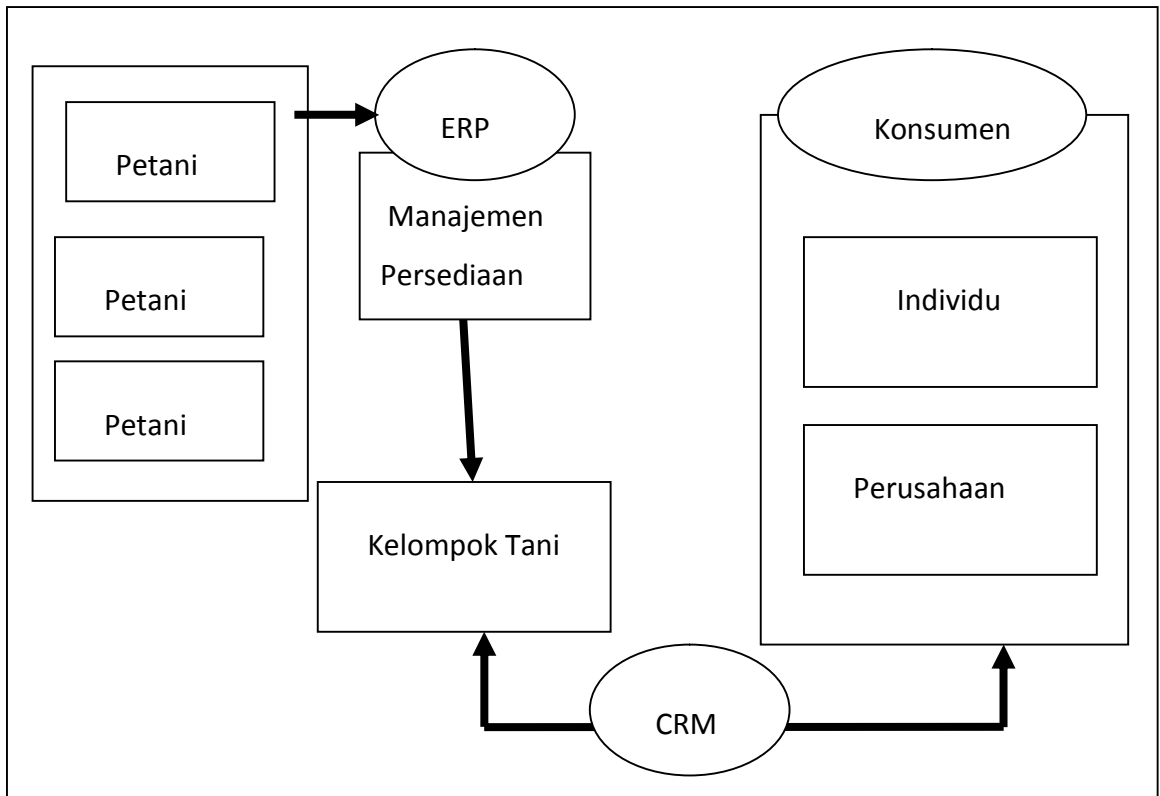 Petani
Petani
Petani
ERP
Manajemen
Persediaan
Kelompok Tani
CRM
Konsumen
Individu
Perusahaan